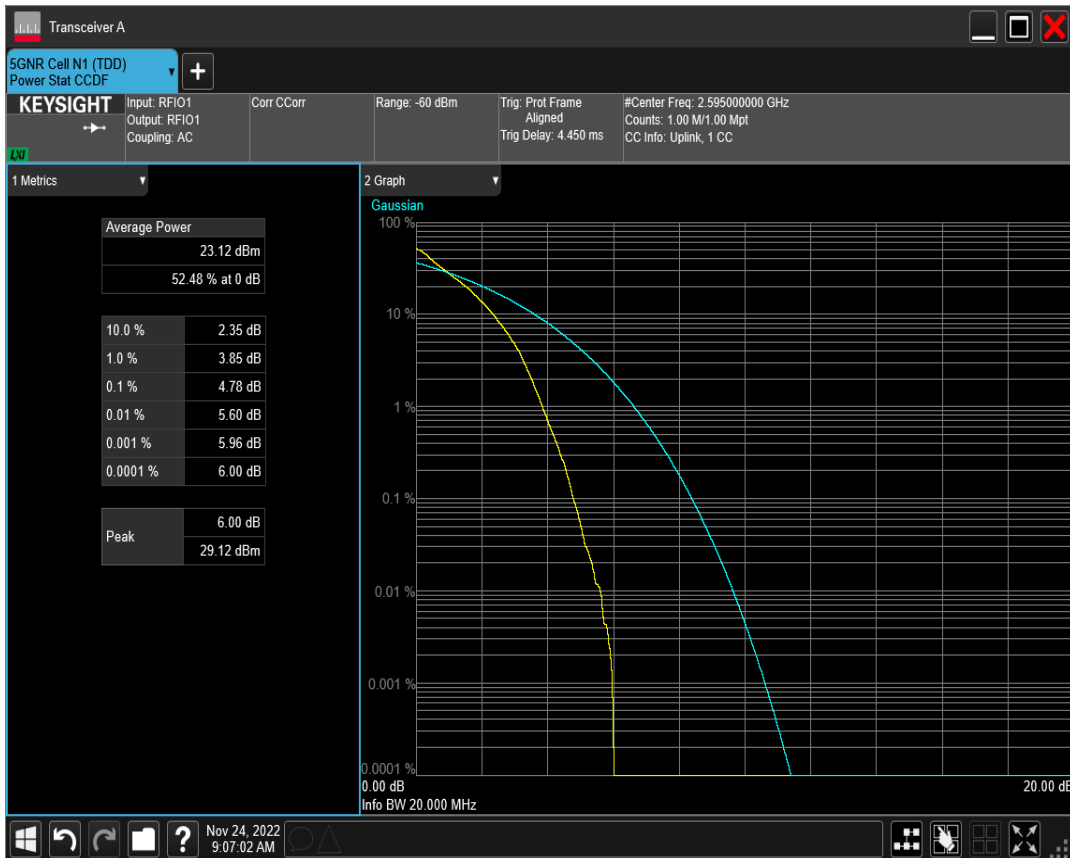 Transceiver A
5GNR Cell N1 (TDD)
Power Stat CCDF
+
KEYSIGHT
LXI
Input: RFIO1
Output: RFIO1
Coupling: AC
Corr CCorr
Range: -60 dBm
Trig: Prot Frame
Aligned
Trig Delay: 4.450 ms
#Center Freq: 2.595000000 GHz
Counts: 1.00 M/1.00 Mpt
CC Info: Uplink, 1 CC
1 Metrics
Average Power
23.12 dBm
52.48 % at 0 dB
10.0 % 2.35 dB
1.0 % 3.85 dB
0.1 % 4.78 dB
0.01 % 5.60 dB
0.001 % 5.96 dB
0.0001 % 6.00 dB
Peak
6.00 dB
29.12 dBm
2 Graph
Gaussian
100 %
10 %
1 %
0.1 %
0.01 %
0.001 %
0.0001 %
0.00 dB 20.00 dB
Info BW 20.000 MHz
?
Nov 24, 2022
9:07:02 AM